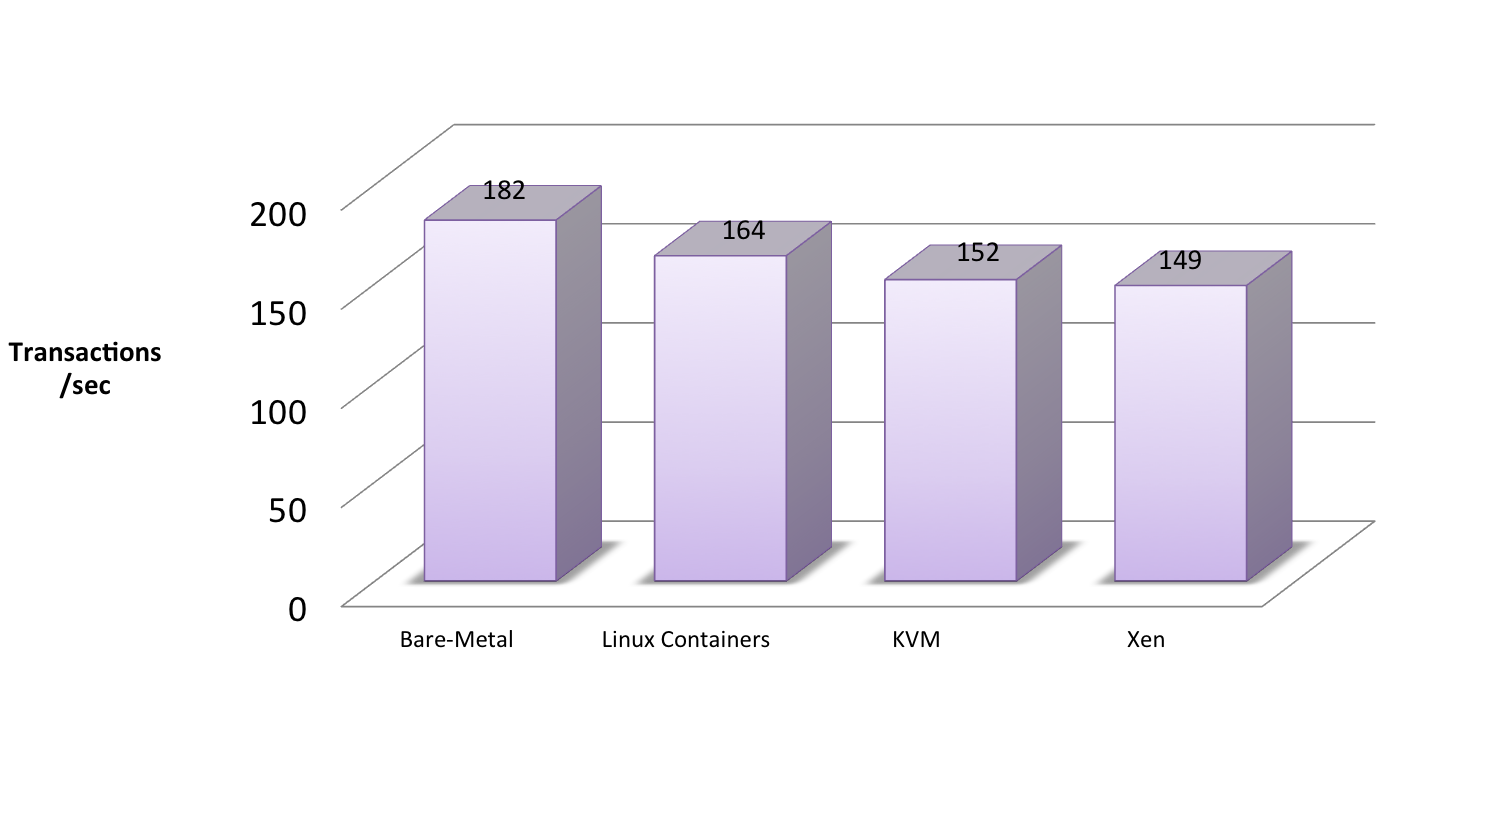 182
164
152
149
200
150
100
50
0
Transactions
/sec
Bare-Metal
Linux Containers
KVM
Xen